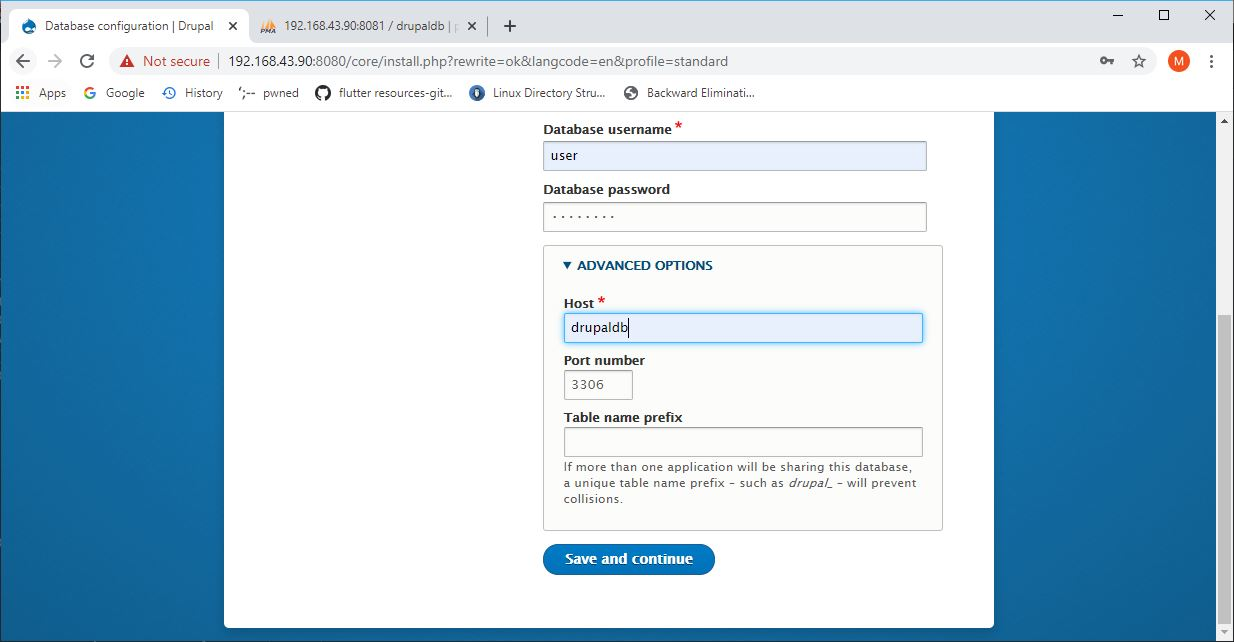 Database configuration | Drupal
192.168.43.90:8081 / drupaldb | p
Not secure
192.168.43.90:8080/core/install.php?rewrite=ok&langcode=en&profile=standard
M
Apps
Google
History
';-- pwned
flutter resources-git...
Linux Directory Stru...
Backward Eliminati...
Database username *
user
Database password
········
▼ ADVANCED OPTIONS
Host *
drupaldb
Port number
3306
Table name prefix
If more than one application will be sharing this database,
a unique table name prefix – such as drupal_ – will prevent
collisions.
Save and continue